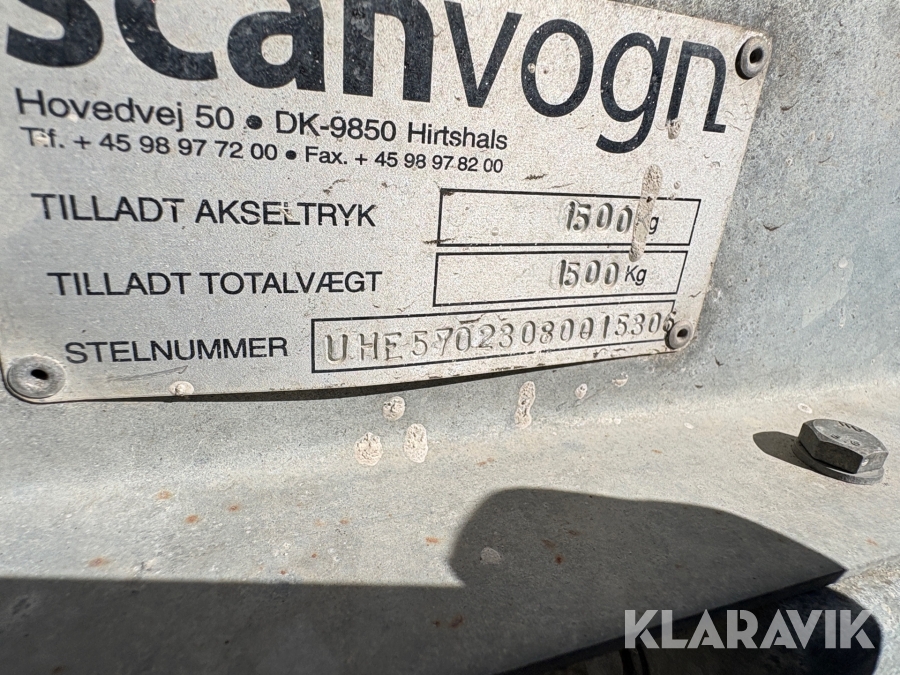 scanvogn
Hovedvej 50 • DK-9850 Hirtshals
Tlf. + 45 98 97 72 00 • Fax. + 45 98 97 82 00
TILLADT AKSELTRYK 1500 Kg
TILLADT TOTALVÆGT 1500 Kg
STELNUMMER UHE57023080015306
KLARAVIK